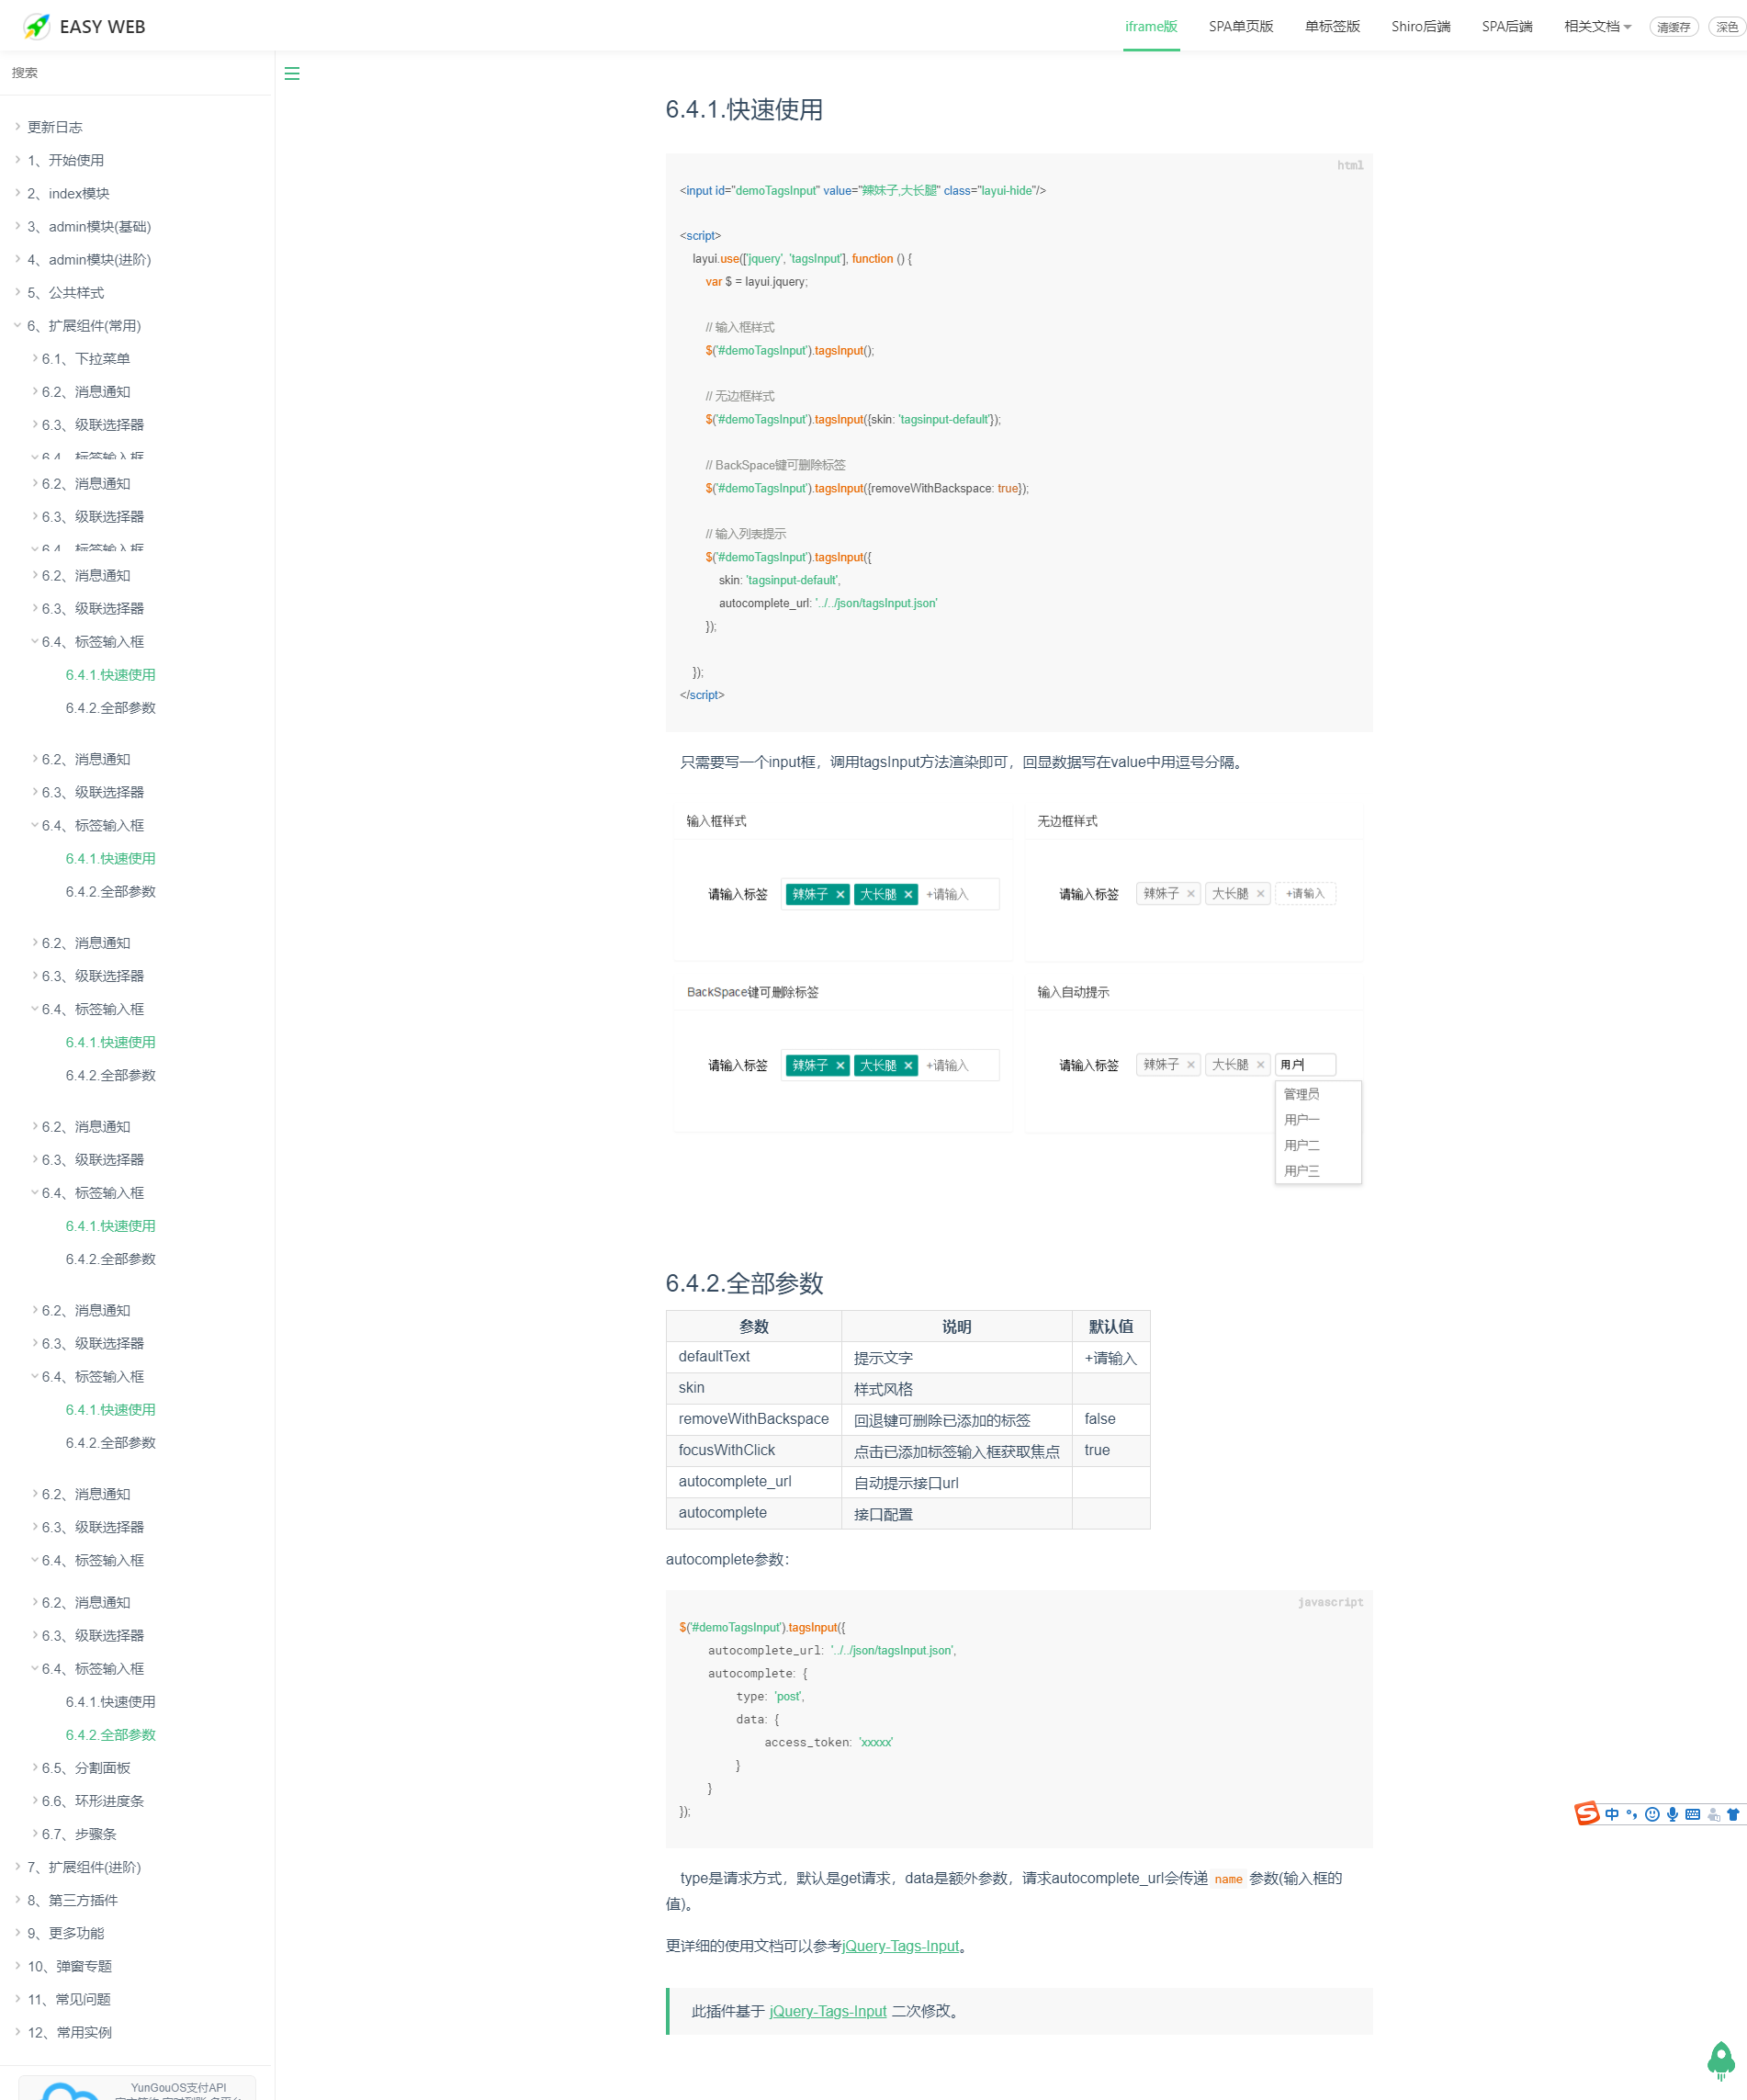 EASY WEB
iframe版 SPA单页版 单标签版 Shiro后端 SPA后端 相关文档 清缓存 深色
搜索
更新日志
1、开始使用
2、index模块
3、admin模块(基础)
4、admin模块(进阶)
5、公共样式
6、扩展组件(常用)
6.1、下拉菜单
6.2、消息通知
6.3、级联选择器
6.4、标签输入框
6.2、消息通知
6.3、级联选择器
6.4、标签输入框
6.2、消息通知
6.3、级联选择器
6.4、标签输入框
6.4.1.快速使用
6.4.2.全部参数
6.2、消息通知
6.3、级联选择器
6.4、标签输入框
6.4.1.快速使用
6.4.2.全部参数
6.2、消息通知
6.3、级联选择器
6.4、标签输入框
6.4.1.快速使用
6.4.2.全部参数
6.2、消息通知
6.3、级联选择器
6.4、标签输入框
6.4.1.快速使用
6.4.2.全部参数
6.2、消息通知
6.3、级联选择器
6.4、标签输入框
6.4.1.快速使用
6.4.2.全部参数
6.2、消息通知
6.3、级联选择器
6.4、标签输入框
6.2、消息通知
6.3、级联选择器
6.4、标签输入框
6.4.1.快速使用
6.4.2.全部参数
6.5、分割面板
6.6、环形进度条
6.7、步骤条
7、扩展组件(进阶)
8、第三方插件
9、更多功能
10、弹窗专题
11、常见问题
12、常用实例
YunGouOS支付API
6.4.1.快速使用
html
<input id="demoTagsInput" value="辣妹子,大长腿" class="layui-hide"/>
<script>
layui.use(['jquery', 'tagsInput'], function () {
var $ = layui.jquery;
// 输入框样式
$('#demoTagsInput').tagsInput();
// 无边框样式
$('#demoTagsInput').tagsInput({skin: 'tagsinput-default'});
// BackSpace键可删除标签
$('#demoTagsInput').tagsInput({removeWithBackspace: true});
// 输入列表提示
$('#demoTagsInput').tagsInput({
skin: 'tagsinput-default',
autocomplete_url: '../../json/tagsInput.json'
});
});
</script>
只需要写一个input框，调用tagsInput方法渲染即可，回显数据写在value中用逗号分隔。
输入框样式 无边框样式
请输入标签 辣妹子 × 大长腿 × +请输入 请输入标签 辣妹子 × 大长腿 × +请输入
BackSpace键可删除标签 输入自动提示
请输入标签 辣妹子 × 大长腿 × +请输入 请输入标签 辣妹子 × 大长腿 × 用户
管理员
用户一
用户二
用户三
6.4.2.全部参数
参数 说明 默认值
defaultText 提示文字 +请输入
skin 样式风格
removeWithBackspace 回退键可删除已添加的标签 false
focusWithClick 点击已添加标签输入框获取焦点 true
autocomplete_url 自动提示接口url
autocomplete 接口配置
autocomplete参数：
javascript
$('#demoTagsInput').tagsInput({
autocomplete_url: '../../json/tagsInput.json',
autocomplete: {
type: 'post',
data: {
access_token: 'xxxxx'
}
}
});
中
type是请求方式，默认是get请求，data是额外参数，请求autocomplete_url会传递 name 参数(输入框的
值)。
更详细的使用文档可以参考jQuery-Tags-Input。
此插件基于 jQuery-Tags-Input 二次修改。